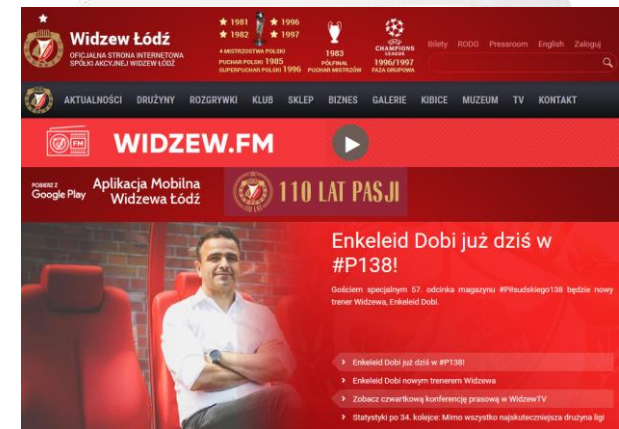 Widzew Łódź
OFICJALNA STRONA INTERNETOWA
SPÓŁKI AKCYJNEJ WIDZEW ŁÓDŹ
★ 1981 ★ 1996
★ 1982 ★ 1997
4 MISTRZOSTWA POLSKI
PUCHAR POLSKI 1985
SUPERPUCHAR POLSKI 1996
1983
PÓŁFINAŁ
PUCHAR MISTRZÓW
CHAMPIONS
LEAGUE
1996/1997
FAZA GRUPOWA
Bilety RODO Pressroom English Zaloguj
AKTUALNOŚCI DRUŻYNY ROZGRYWKI KLUB SKLEP BIZNES GALERIE KIBICE MUZEUM TV KONTAKT
FM WIDZEW.FM
POBIERZ Z
Google Play
Aplikacja Mobilna
Widzewa Łódź
110 LAT PASJI
Enkeleid Dobi już dziś w
#P138!
Gościem specjalnym 57. odcinka magazynu #Piłsudskiego138 będzie nowy
trener Widzewa, Enkeleid Dobi.
Enkeleid Dobi już dziś w #P138!
Enkeleid Dobi nowym trenerem Widzewa
Zobacz czwartkową konferencję prasową w WidzewTV
Statystyki po 34. kolejce: Mimo wszystko najskuteczniejsza drużyna ligi